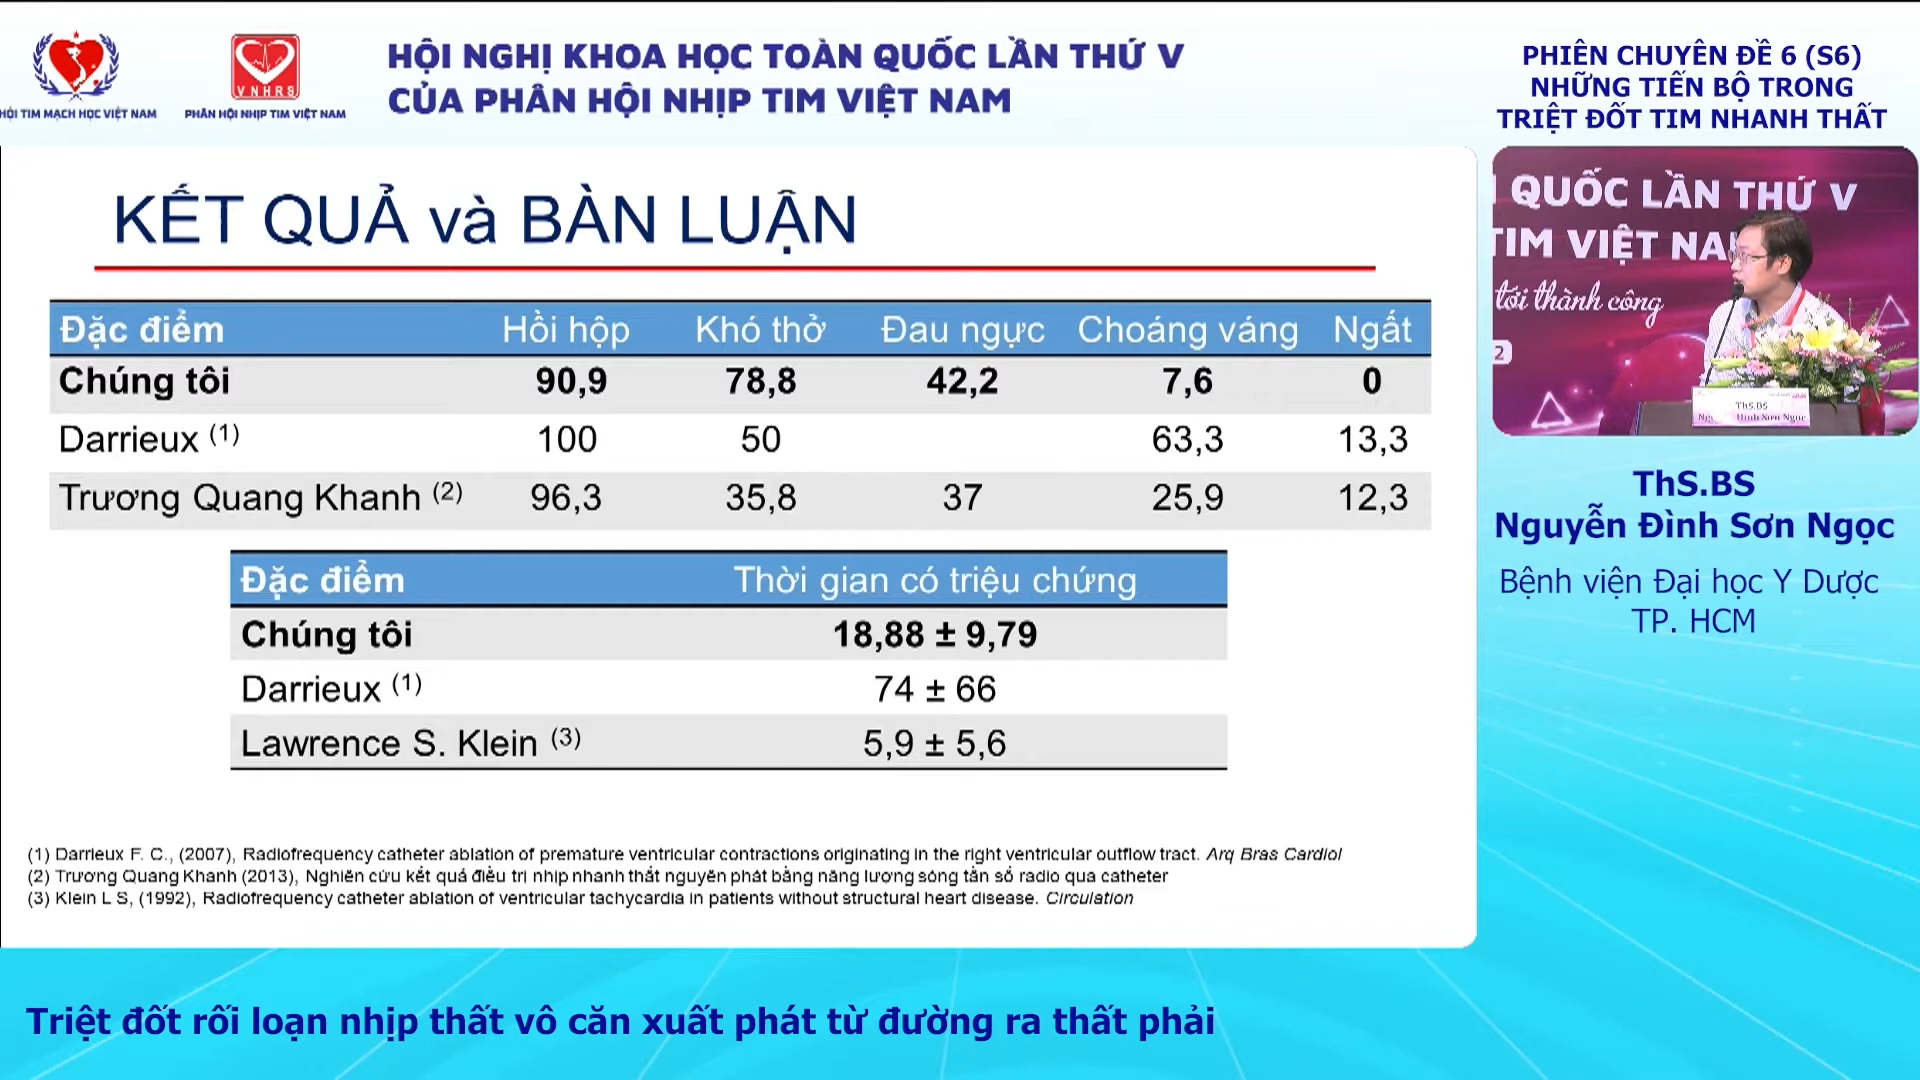 HỘI TIM MẠCH HỌC VIỆT NAM
VNHRS
PHÂN HỘI NHỊP TIM VIỆT NAM
HỘI NGHỊ KHOA HỌC TOÀN QUỐC LẦN THỨ V
CỦA PHÂN HỘI NHỊP TIM VIỆT NAM
PHIÊN CHUYÊN ĐỀ 6 (S6)
NHỮNG TIẾN BỘ TRONG
TRIỆT ĐỐT TIM NHANH THẤT
KẾT QUẢ và BÀN LUẬN
Đặc điểm Hồi hộp Khó thở Đau ngực Choáng váng Ngất
Chúng tôi 90,9 78,8 42,2 7,6 0
Darrieux (1) 100 50 63,3 13,3
Trương Quang Khanh (2) 96,3 35,8 37 25,9 12,3
Đặc điểm Thời gian có triệu chứng
Chúng tôi 18,88 ± 9,79
Darrieux (1) 74 ± 66
Lawrence S. Klein (3) 5,9 ± 5,6
(1) Darrieux F. C., (2007), Radiofrequency catheter ablation of premature ventricular contractions originating in the right ventricular outflow tract. Arq Bras Cardiol
(2) Trương Quang Khanh (2013), Nghiên cứu kết quả điều trị nhịp nhanh thất nguyên phát bằng năng lượng sóng tần số radio qua catheter
(3) Klein L S, (1992), Radiofrequency catheter ablation of ventricular tachycardia in patients without structural heart disease. Circulation
QUỐC LẦN THỨ V
TIM VIỆT NA
tới thành công
2
ThS.BS
Đình Sơn Ngọc
ThS.BS
Nguyễn Đình Sơn Ngọc
Bệnh viện Đại học Y Dược
TP. HCM
Triệt đốt rối loạn nhịp thất vô căn xuất phát từ đường ra thất phải